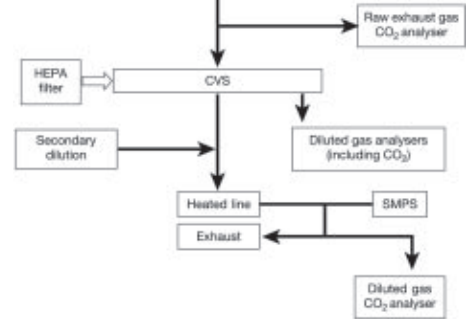 Raw exhaust gas
CO₂ analyser
HEPA
filter
CVS
Secondary
dilution
Diluted gas analysers
(including CO₂)
Heated line
SMPS
Exhaust
Diluted gas
CO₂ analyser